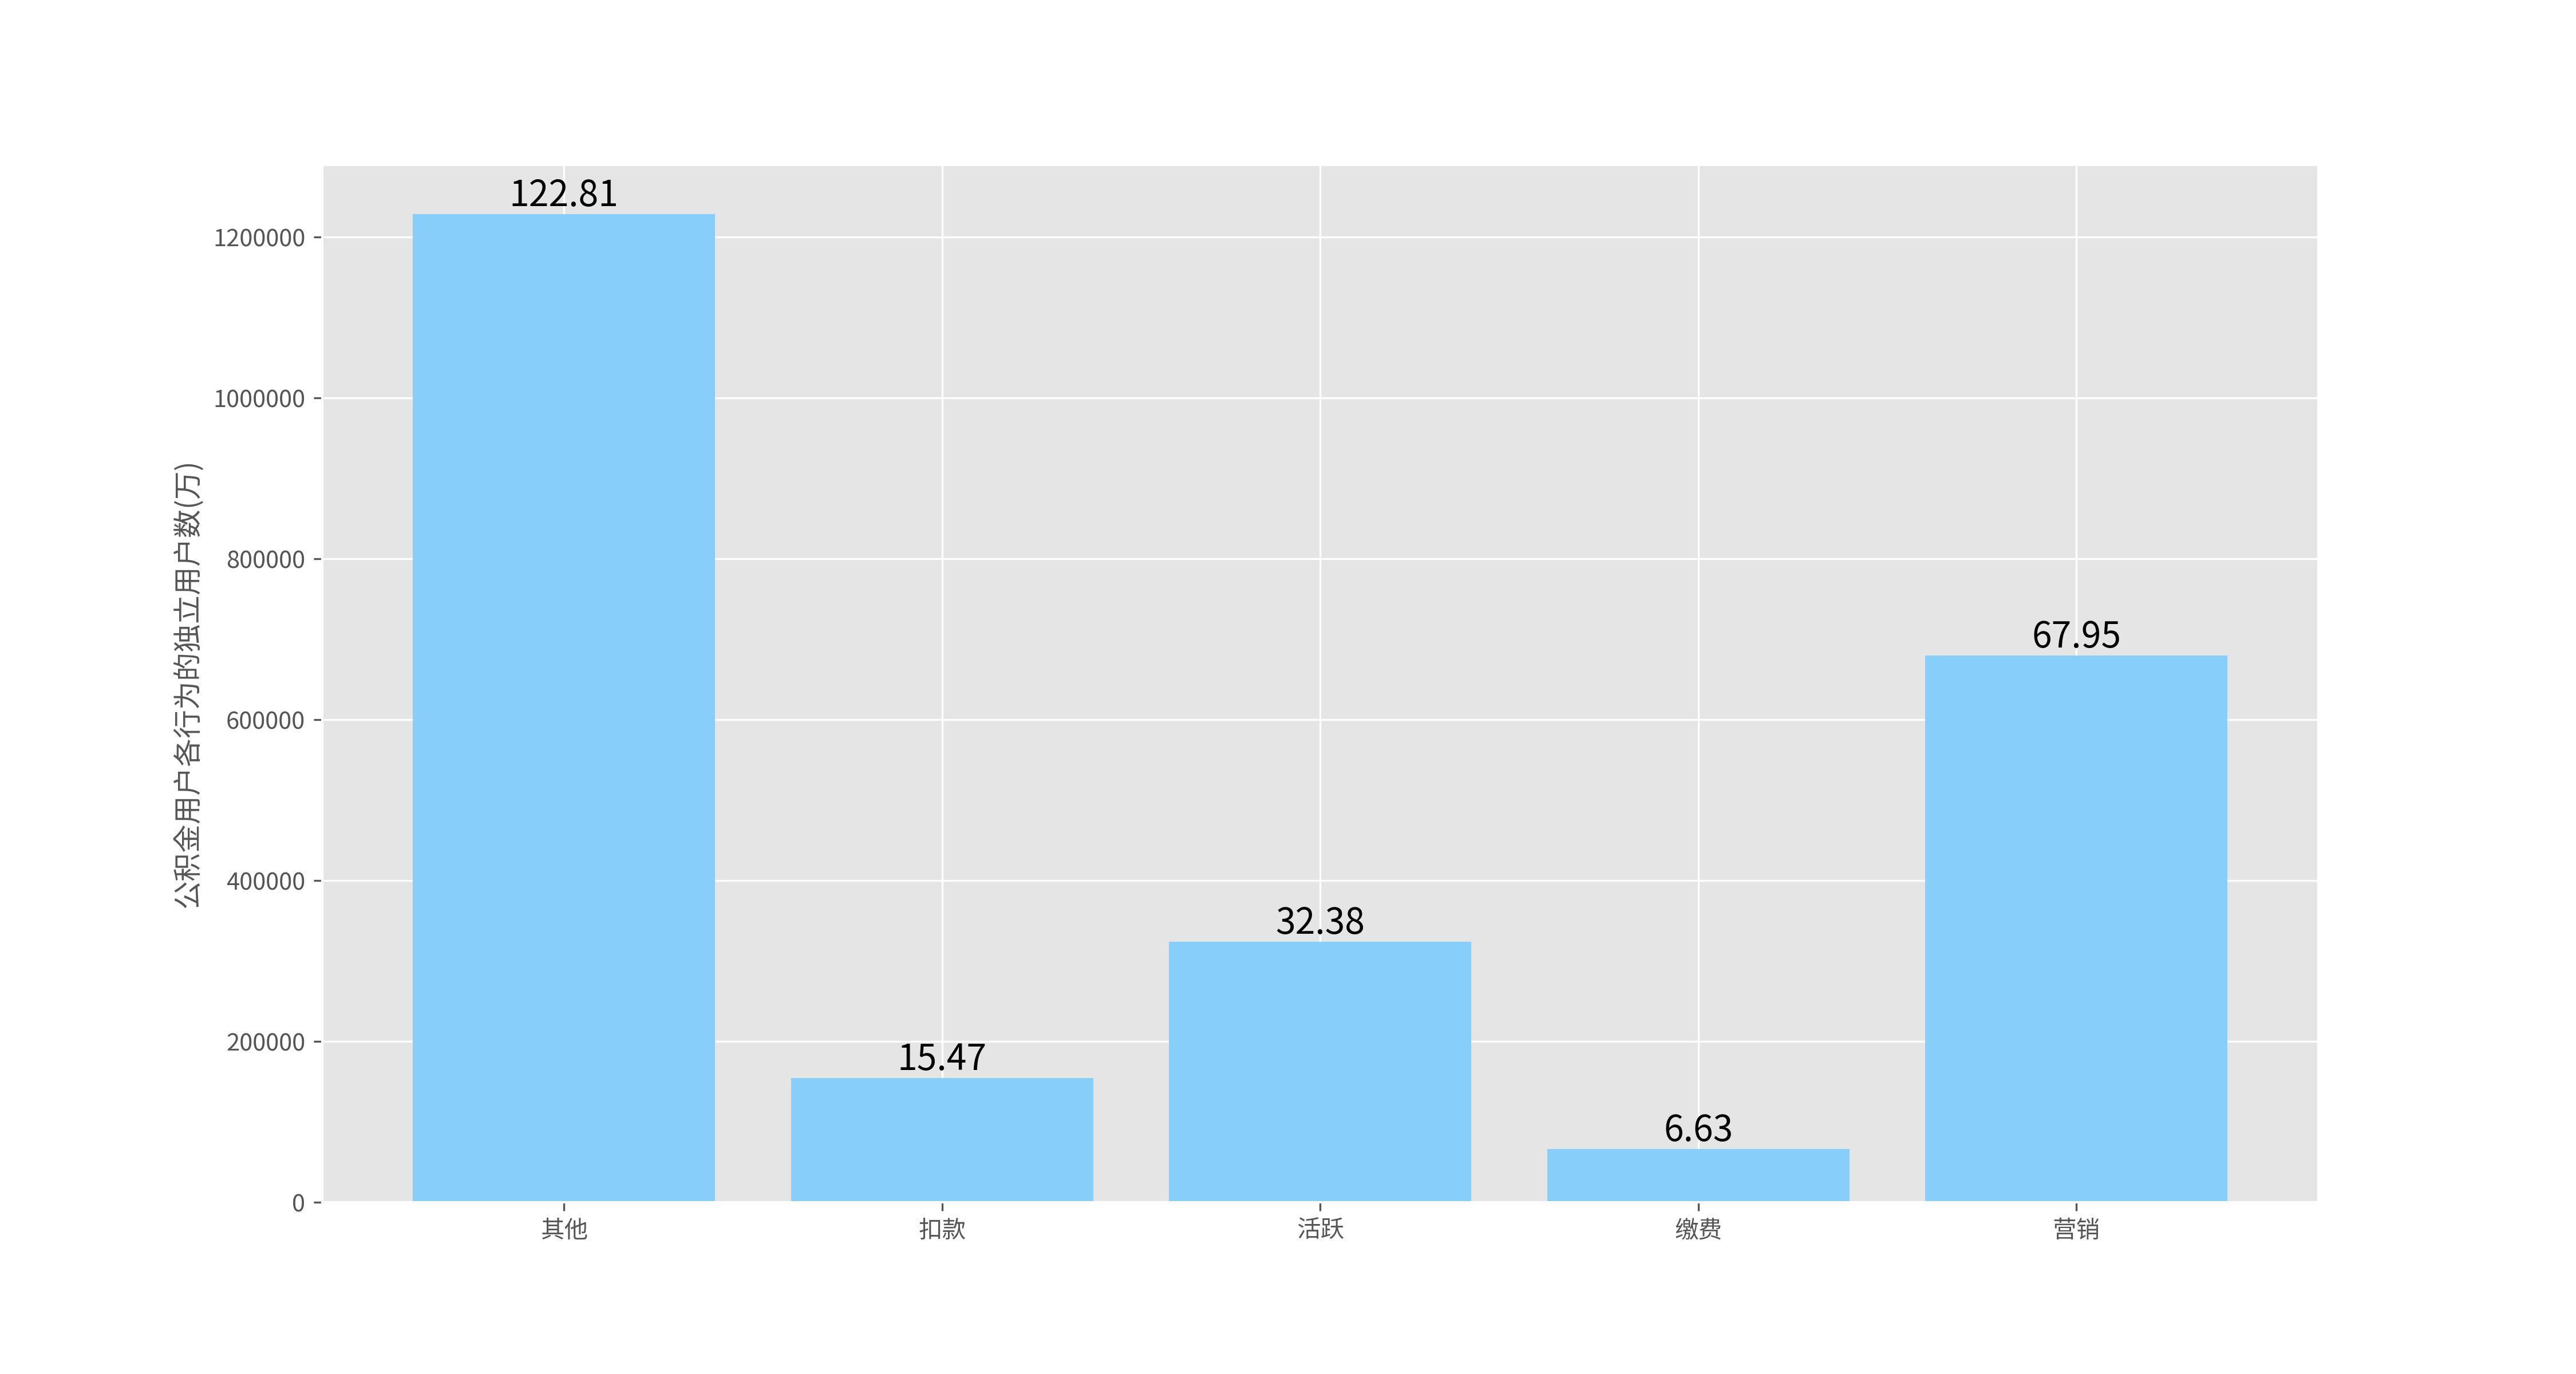 公积金用户各行为的独立用户数(万)
1200000
1000000
800000
600000
400000
200000
0
122.81
15.47
32.38
6.63
67.95
其他
扣款
活跃
缴费
营销